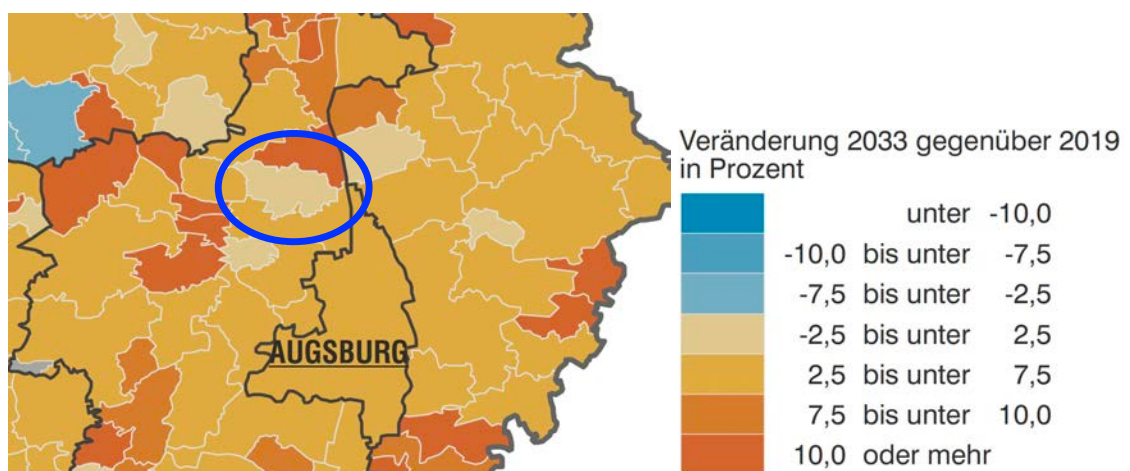 AUGSBURG
Veränderung 2033 gegenüber 2019
in Prozent
unter -10,0
-10,0 bis unter -7,5
-7,5 bis unter -2,5
-2,5 bis unter 2,5
2,5 bis unter 7,5
7,5 bis unter 10,0
10,0 oder mehr